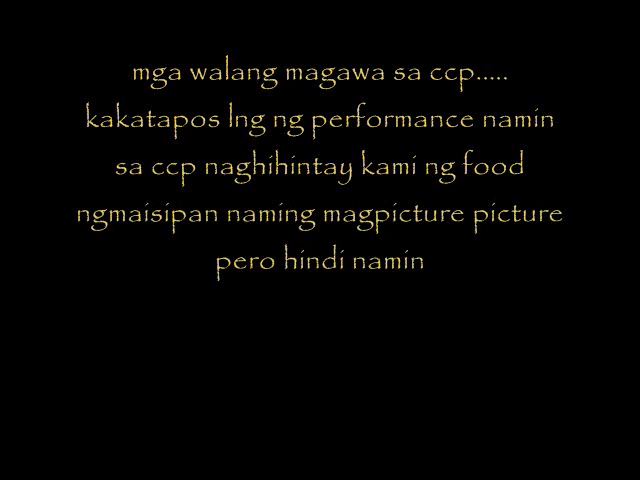 mga walang magawa sa ccp.....
kakatapos lng ng performance namin
sa ccp naghihintay kami ng food
ngmaisipan naming magpicture picture
pero hindi namin